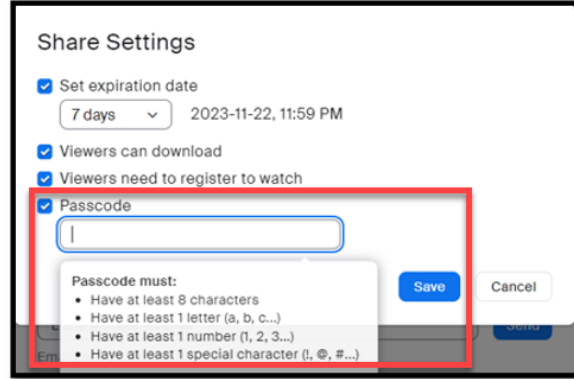 Share Settings
Set expiration date
7 days 2023-11-22, 11:59 PM
Viewers can download
Viewers need to register to watch
Passcode
Passcode must:
• Have at least 8 characters
• Have at least 1 letter (a, b, c...)
• Have at least 1 number (1, 2, 3...)
• Have at least 1 special character (!, @, #...)
Save Cancel
Send
Em